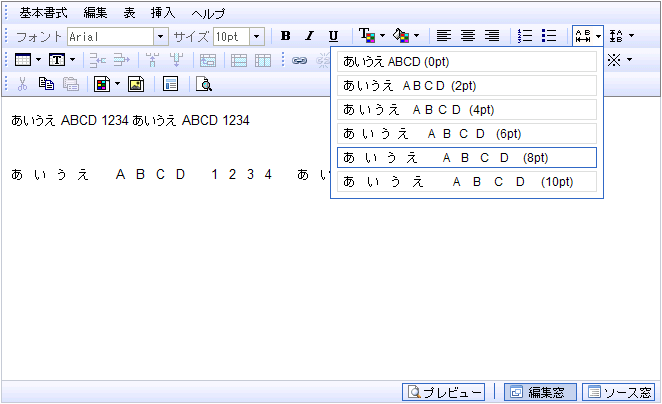 基本書式 編集 表 挿入 ヘルプ
フォント Arial サイズ 10pt B I U
あいうえ ABCD (0pt)
あいうえ ABCD (2pt)
あいうえ ABCD (4pt)
あいうえ ABCD (6pt)
あいうえ ABCD (8pt)
あいうえ ABCD (10pt)
あいうえ ABCD 1234 あいうえ ABCD 1234
あ い う え A B C D 1 2 3 4 あ い
プレビュー 編集窓 ソース窓